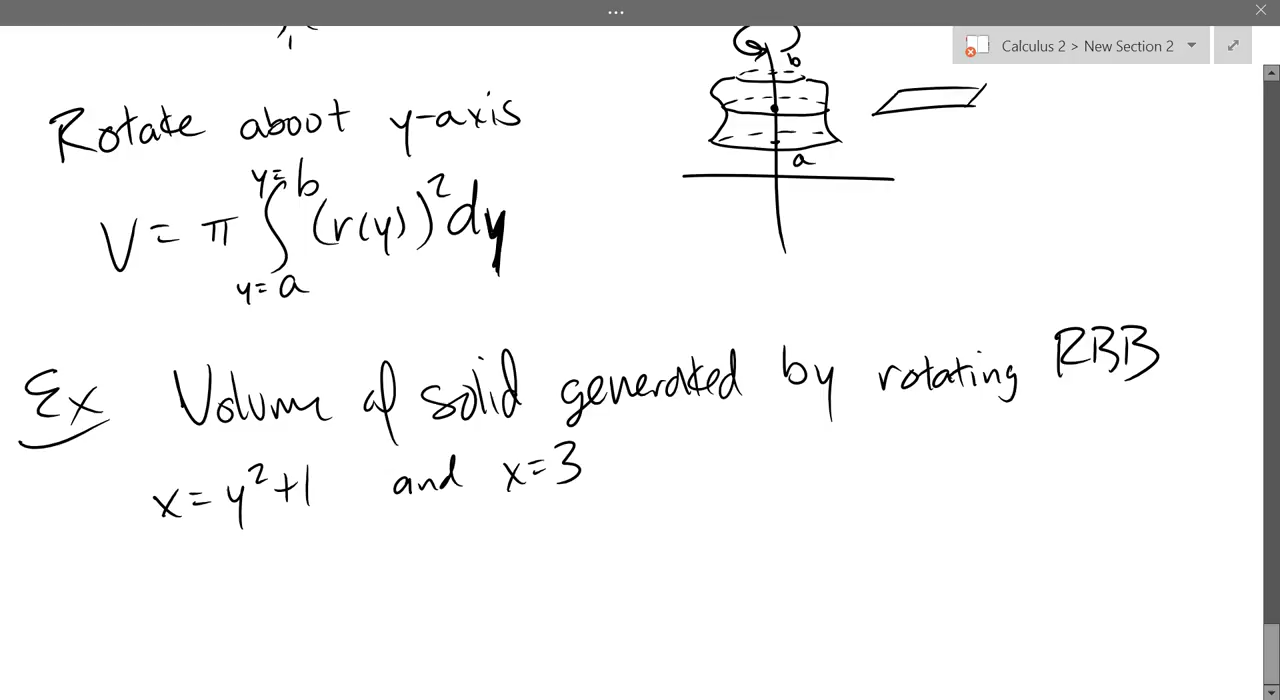 ...
Calculus 2 > New Section 2
b
Rotate about y-axis
a
V = π ∫_{y=a}^{y=b} (r(y))² dy
Ex Volume of solid generated by rotating RBB
x = y²+1 and x=3